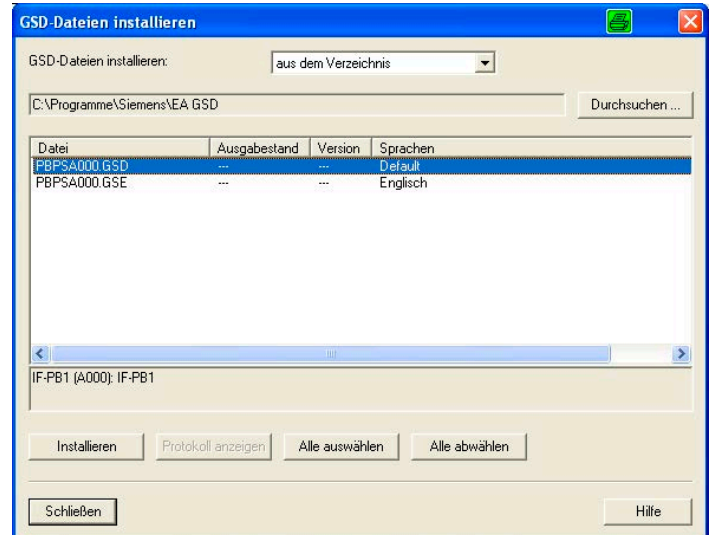 GSD-Dateien installieren
GSD-Dateien installieren: aus dem Verzeichnis
C:\Programme\Siemens\EA GSD Durchsuchen ...
Datei Ausgabestand Version Sprachen
PBPSA000.GSD --- --- Default
PBPSA000.GSE --- --- Englisch
IF-PB1 (A000): IF-PB1
Installieren Protokoll anzeigen Alle auswählen Alle abwählen
Schließen Hilfe